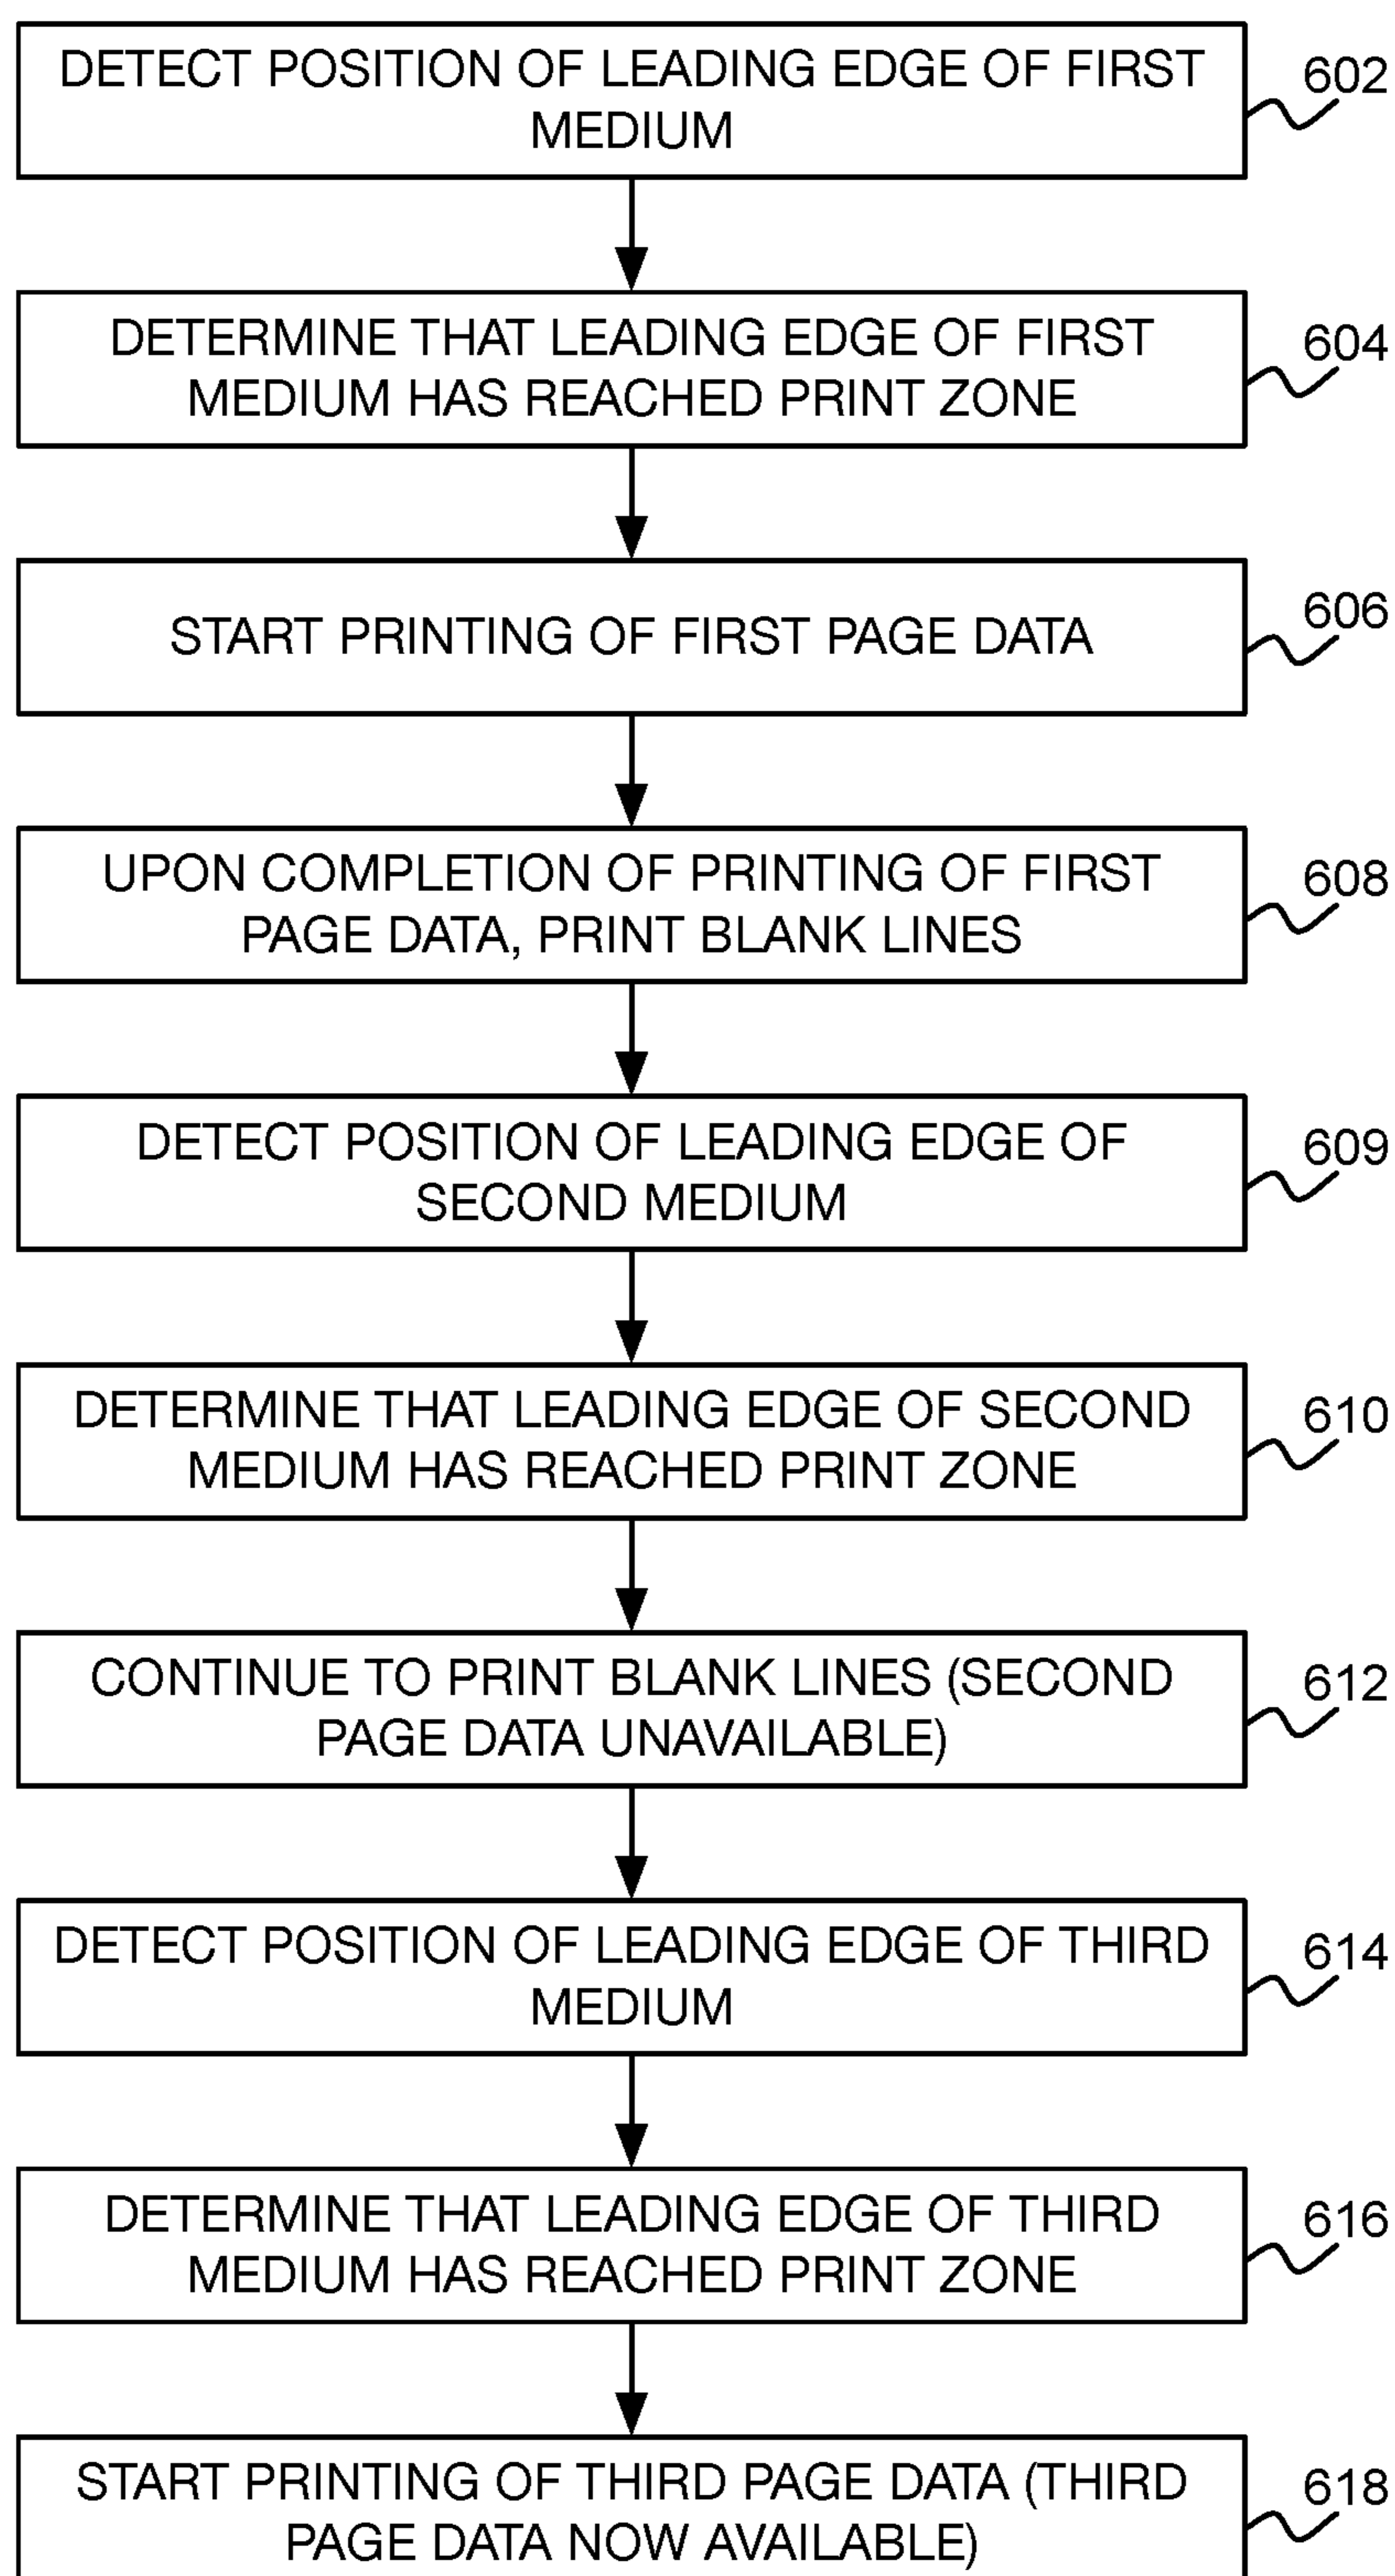 DETECT POSITION OF LEADING EDGE OF FIRST
MEDIUM
602
DETERMINE THAT LEADING EDGE OF FIRST
MEDIUM HAS REACHED PRINT ZONE
604
START PRINTING OF FIRST PAGE DATA
606
UPON COMPLETION OF PRINTING OF FIRST
PAGE DATA, PRINT BLANK LINES
608
DETECT POSITION OF LEADING EDGE OF
SECOND MEDIUM
609
DETERMINE THAT LEADING EDGE OF SECOND
MEDIUM HAS REACHED PRINT ZONE
610
CONTINUE TO PRINT BLANK LINES (SECOND
PAGE DATA UNAVAILABLE)
612
DETECT POSITION OF LEADING EDGE OF THIRD
MEDIUM
614
DETERMINE THAT LEADING EDGE OF THIRD
MEDIUM HAS REACHED PRINT ZONE
616
START PRINTING OF THIRD PAGE DATA (THIRD
PAGE DATA NOW AVAILABLE)
618